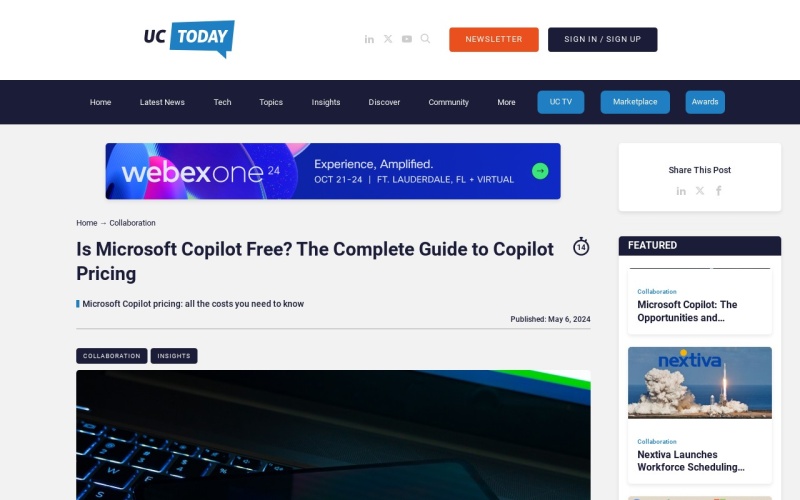 UC TODAY
NEWSLETTER
SIGN IN / SIGN UP
Home
Latest News
Tech
Topics
Insights
Discover
Community
More
UC TV
Marketplace
Awards
webexone 24
Experience, Amplified.
OCT 21-24 | FT. LAUDERDALE, FL + VIRTUAL
Share This Post
Home → Collaboration
Is Microsoft Copilot Free? The Complete Guide to Copilot
Pricing
14
Microsoft Copilot pricing: all the costs you need to know
Published: May 6, 2024
COLLABORATION
INSIGHTS
FEATURED
Collaboration
Microsoft Copilot: The
Opportunities and...
nextiva
Collaboration
Nextiva Launches
Workforce Scheduling...